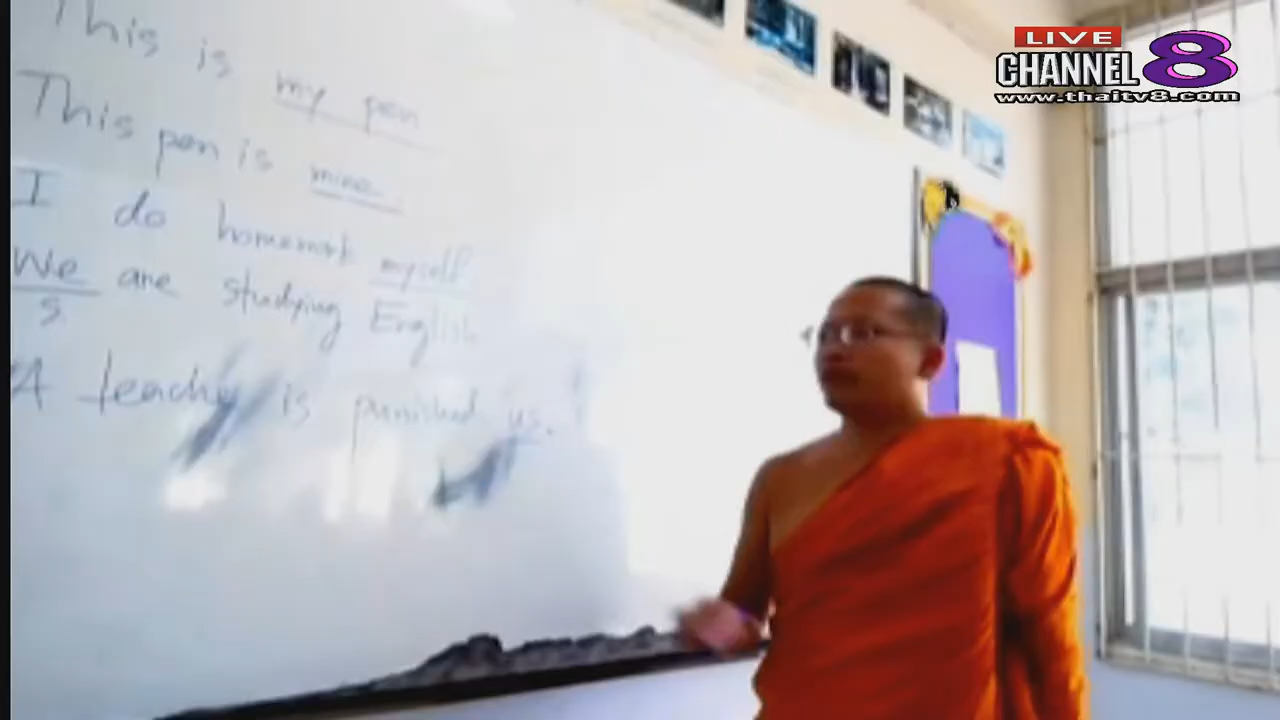 This is my pen
This pen is mine.
I do homework myself
We are studying English
s
A teacher is punished us.
LIVE
CHANNEL 8
www.thaitv8.com